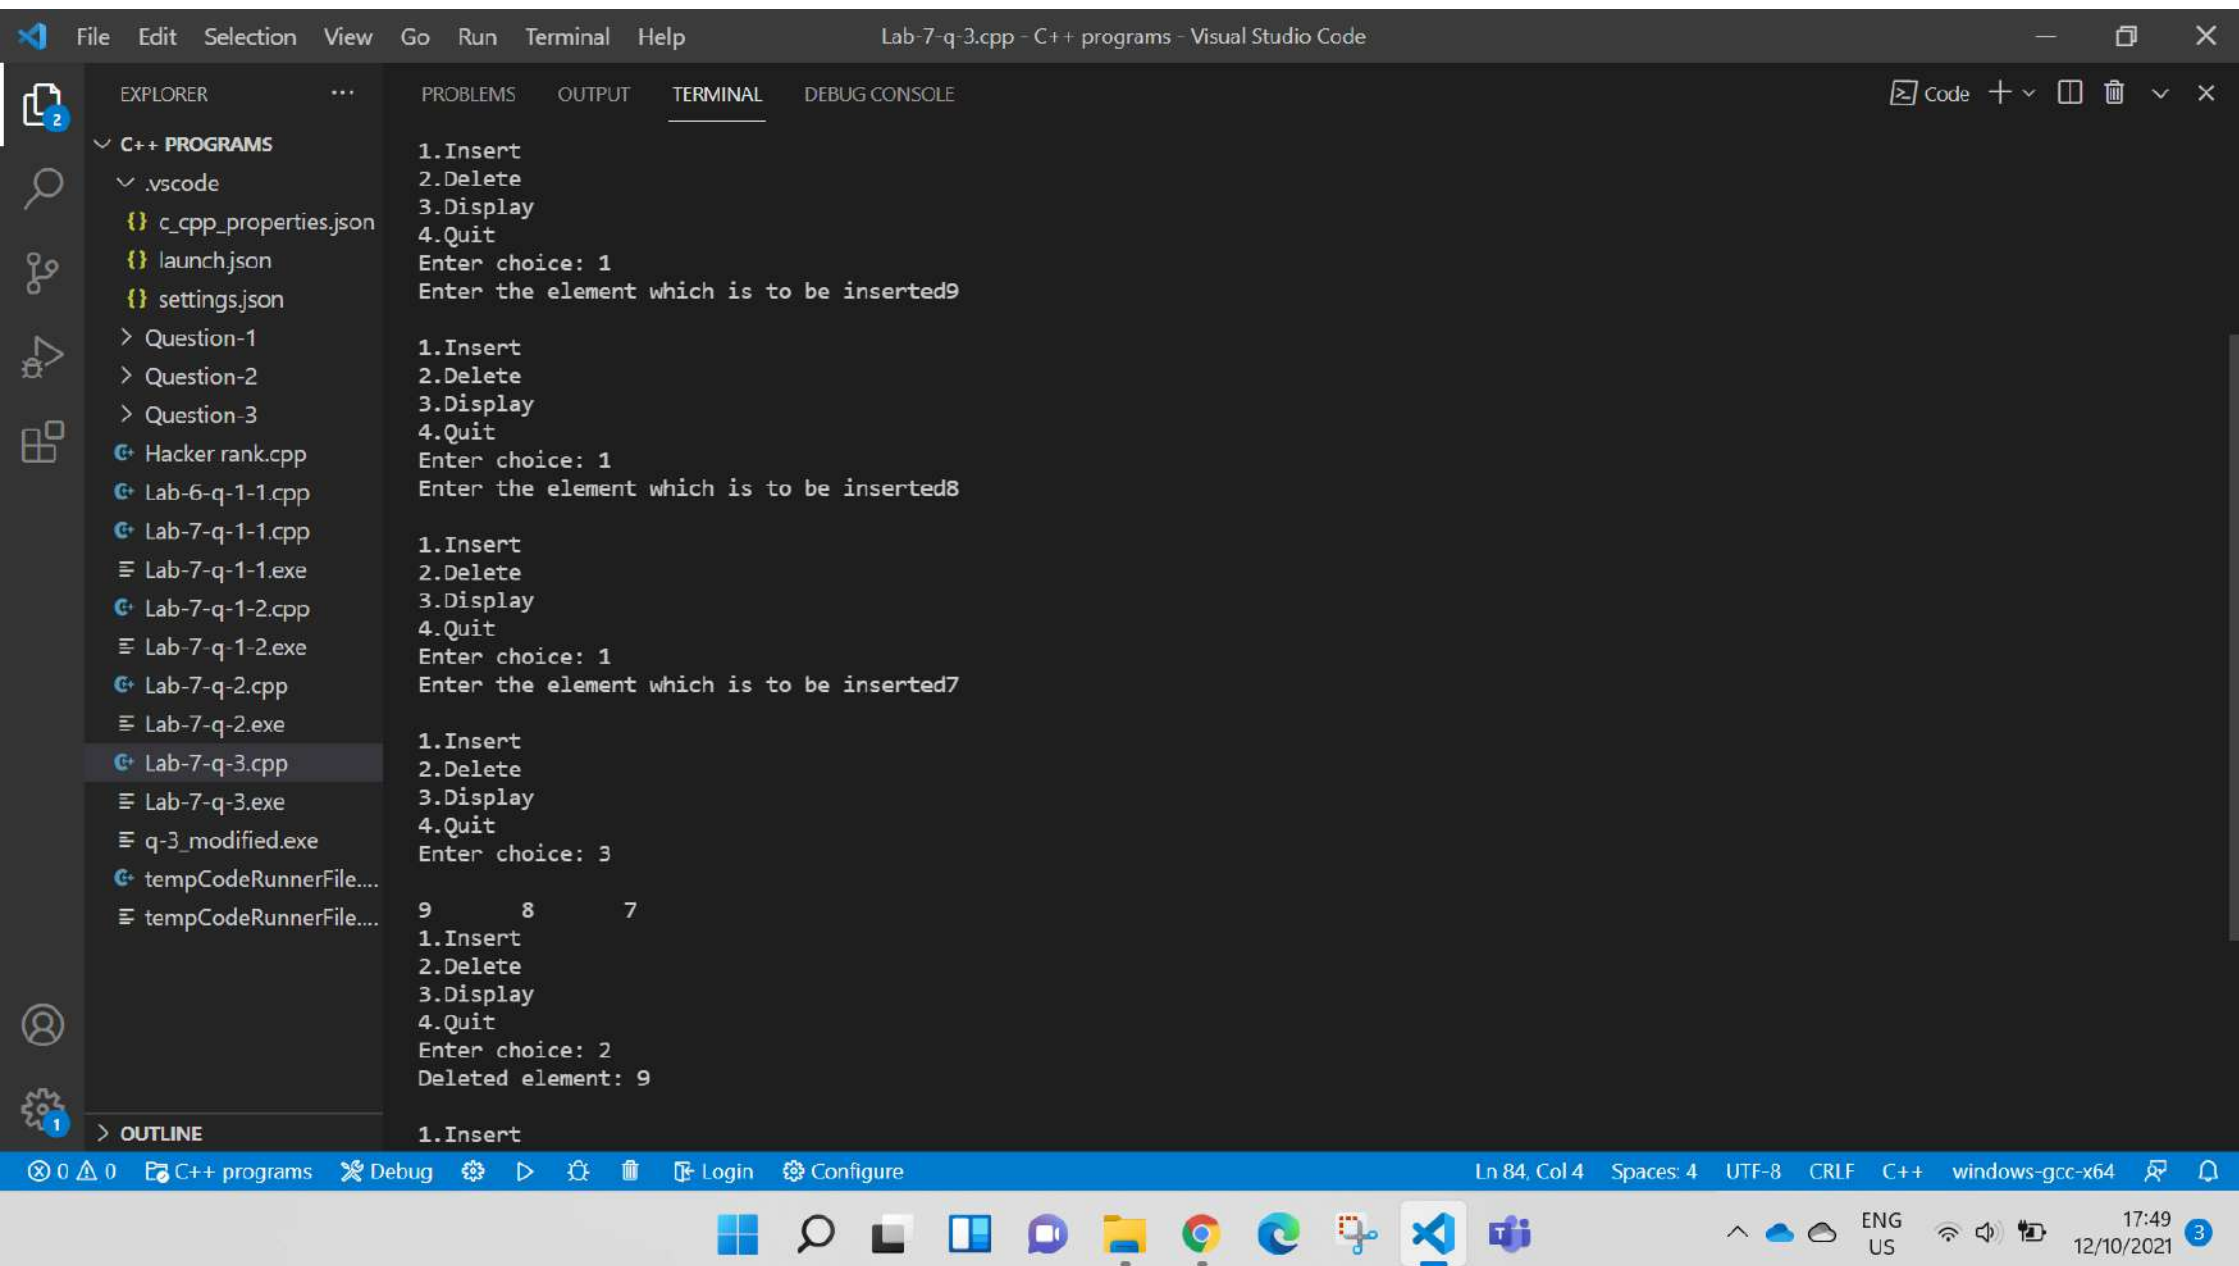 File Edit Selection View Go Run Terminal Help Lab-7-q-3.cpp - C++ programs - Visual Studio Code
EXPLORER ···
PROBLEMS OUTPUT TERMINAL DEBUG CONSOLE
Code
2
C++ PROGRAMS
.vscode
{} c_cpp_properties.json
{} launch.json
{} settings.json
Question-1
Question-2
Question-3
Hacker rank.cpp
Lab-6-q-1-1.cpp
Lab-7-q-1-1.cpp
Lab-7-q-1-1.exe
Lab-7-q-1-2.cpp
Lab-7-q-1-2.exe
Lab-7-q-2.cpp
Lab-7-q-2.exe
Lab-7-q-3.cpp
Lab-7-q-3.exe
q-3_modified.exe
tempCodeRunnerFile....
tempCodeRunnerFile....
1
OUTLINE
1.Insert
2.Delete
3.Display
4.Quit
Enter choice: 1
Enter the element which is to be inserted9
1.Insert
2.Delete
3.Display
4.Quit
Enter choice: 1
Enter the element which is to be inserted8
1.Insert
2.Delete
3.Display
4.Quit
Enter choice: 1
Enter the element which is to be inserted7
1.Insert
2.Delete
3.Display
4.Quit
Enter choice: 3
9 8 7
1.Insert
2.Delete
3.Display
4.Quit
Enter choice: 2
Deleted element: 9
1.Insert
0 0 C++ programs Debug Login Configure Ln 84, Col 4 Spaces: 4 UTF-8 CRLF C++ windows-gcc-x64
ENG
US
17:49
12/10/2021
3